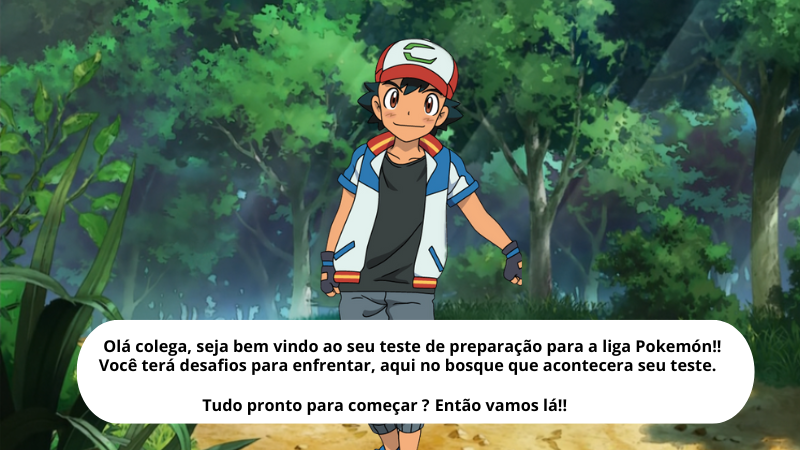 Olá colega, seja bem vindo ao seu teste de preparação para a liga Pokemón!!
Você terá desafios para enfrentar, aqui no bosque que acontecera seu teste.
Tudo pronto para começar ? Então vamos lá!!